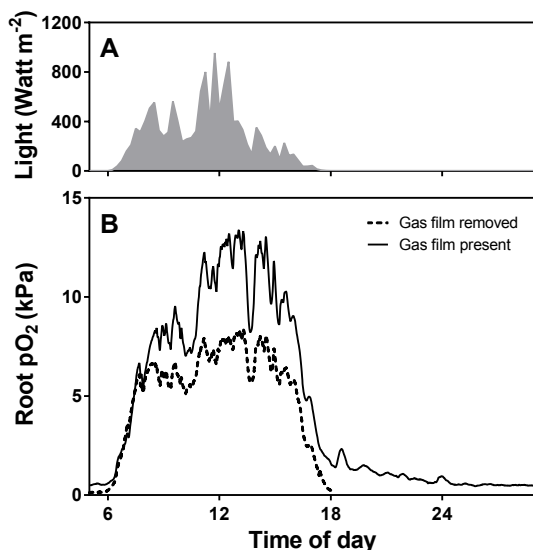 A
Light (Watt m-2)
1200
800
400
0
B
Root pO2 (kPa)
15
10
5
0
Gas film removed
Gas film present
6
12
18
24
Time of day